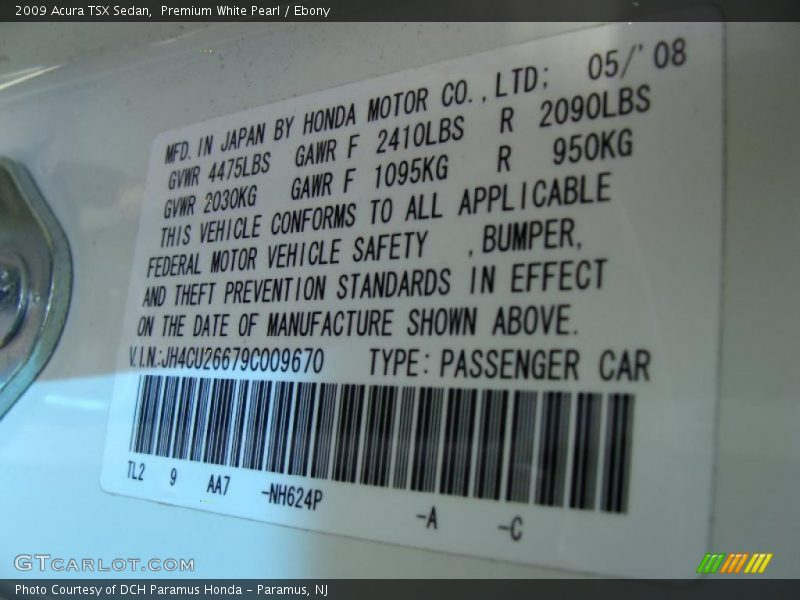 2009 Acura TSX Sedan,  Premium White Pearl / Ebony
MFD. IN JAPAN BY HONDA MOTOR CO., LTD; 05/'08
GVWR 4475LBS GAWR F 2410LBS R 2090LBS
GVWR 2030KG GAWR F 1095KG R 950KG
THIS VEHICLE CONFORMS TO ALL APPLICABLE
FEDERAL MOTOR VEHICLE SAFETY , BUMPER,
AND THEFT PREVENTION STANDARDS IN EFFECT
ON THE DATE OF MANUFACTURE SHOWN ABOVE.
V.I.N.:JH4CU26679C009670 TYPE: PASSENGER CAR
TL2 9 AA7 -NH624P -A -C
GTCARLOT.COM
Photo Courtesy of DCH Paramus Honda - Paramus, NJ